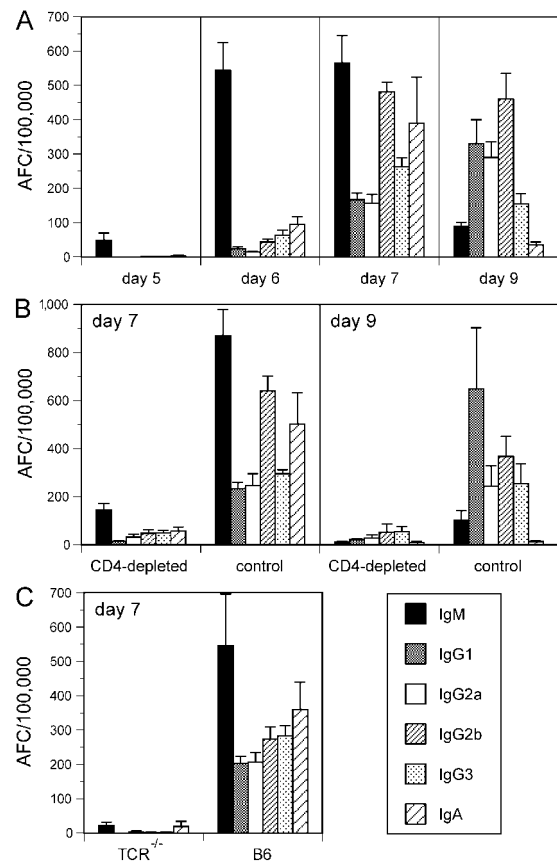 A
AFC/100,000
700
600
500
400
300
200
100
0
day 5 day 6 day 7 day 9
B
AFC/100,000
1,000
800
600
400
200
0
day 7 day 9
CD4-depleted control CD4-depleted control
C
AFC/100,000
700
600
500
400
300
200
100
0
day 7
TCR-/- B6
IgM
IgG1
IgG2a
IgG2b
IgG3
IgA